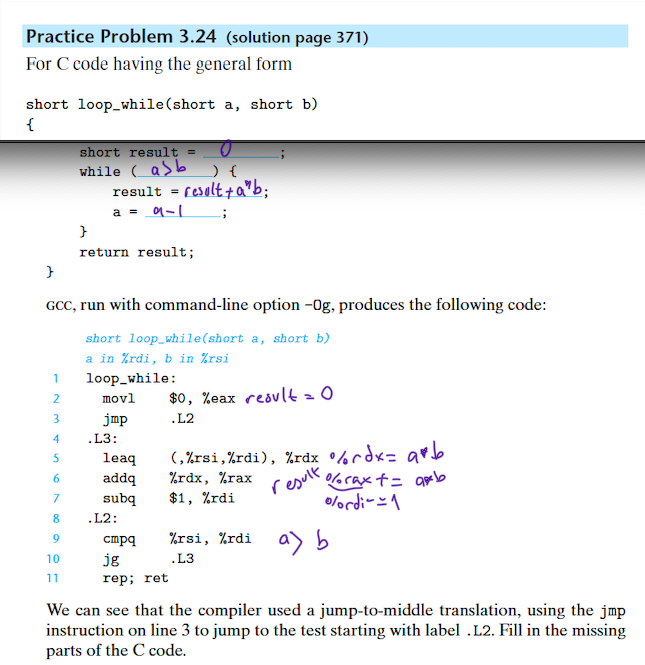 Practice Problem 3.24 (solution page 371)
For C code having the general form
short loop_while(short a, short b)
{
short result = 0 ;
while ( a>b ) {
result = result+a*b;
a = a-1 ;
}
return result;
}
GCC, run with command-line option -Og, produces the following code:
short loop_while(short a, short b)
a in %rdi, b in %rsi
1 loop_while:
2 movl $0, %eax result = 0
3 jmp .L2
4 .L3:
5 leaq (,%rsi,%rdi), %rdx %rdx= a*b
6 addq %rdx, %rax result %rax+= a*b
7 subq $1, %rdi %rdi-=1
8 .L2:
9 cmpq %rsi, %rdi a> b
10 jg .L3
11 rep; ret
We can see that the compiler used a jump-to-middle translation, using the jmp
instruction on line 3 to jump to the test starting with label .L2. Fill in the missing
parts of the C code.